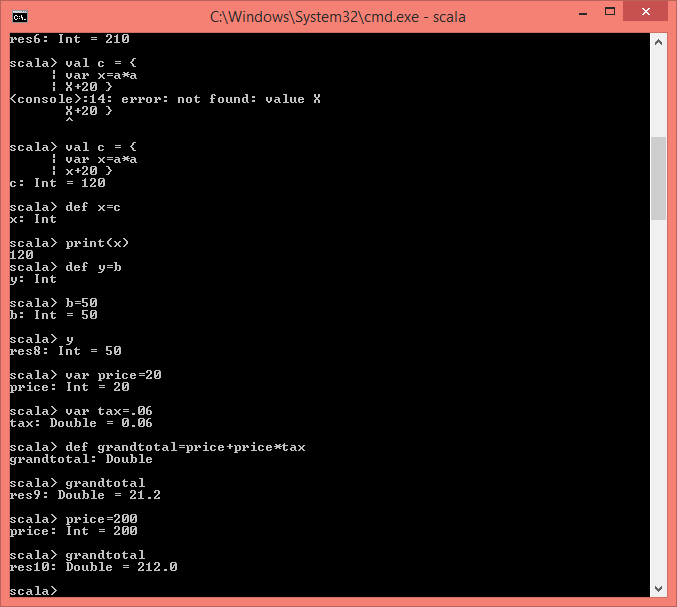 C:\Windows\System32\cmd.exe - scala
res6: Int = 210
scala> val c = {
| var x=a*a
| X+20 }
<console>:14: error: not found: value X
X+20 }
^
scala> val c = {
| var x=a*a
| x+20 }
c: Int = 120
scala> def x=c
x: Int
scala> print(x)
120
scala> def y=b
y: Int
scala> b=50
b: Int = 50
scala> y
res8: Int = 50
scala> var price=20
price: Int = 20
scala> var tax=.06
tax: Double = 0.06
scala> def grandtotal=price+price*tax
grandtotal: Double
scala> grandtotal
res9: Double = 21.2
scala> price=200
price: Int = 200
scala> grandtotal
res10: Double = 212.0
scala>